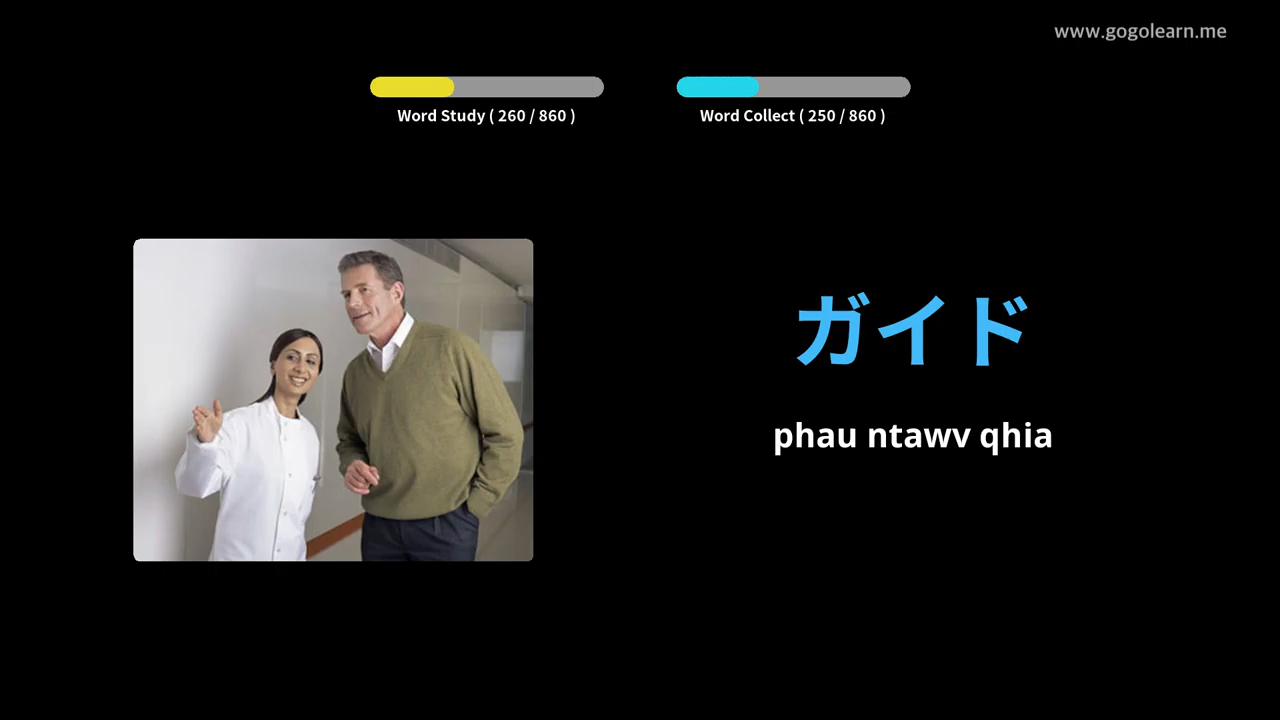 www.gogolearn.me
Word Study ( 260 / 860 )
Word Collect ( 250 / 860 )
ガイド
phau ntawv qhia